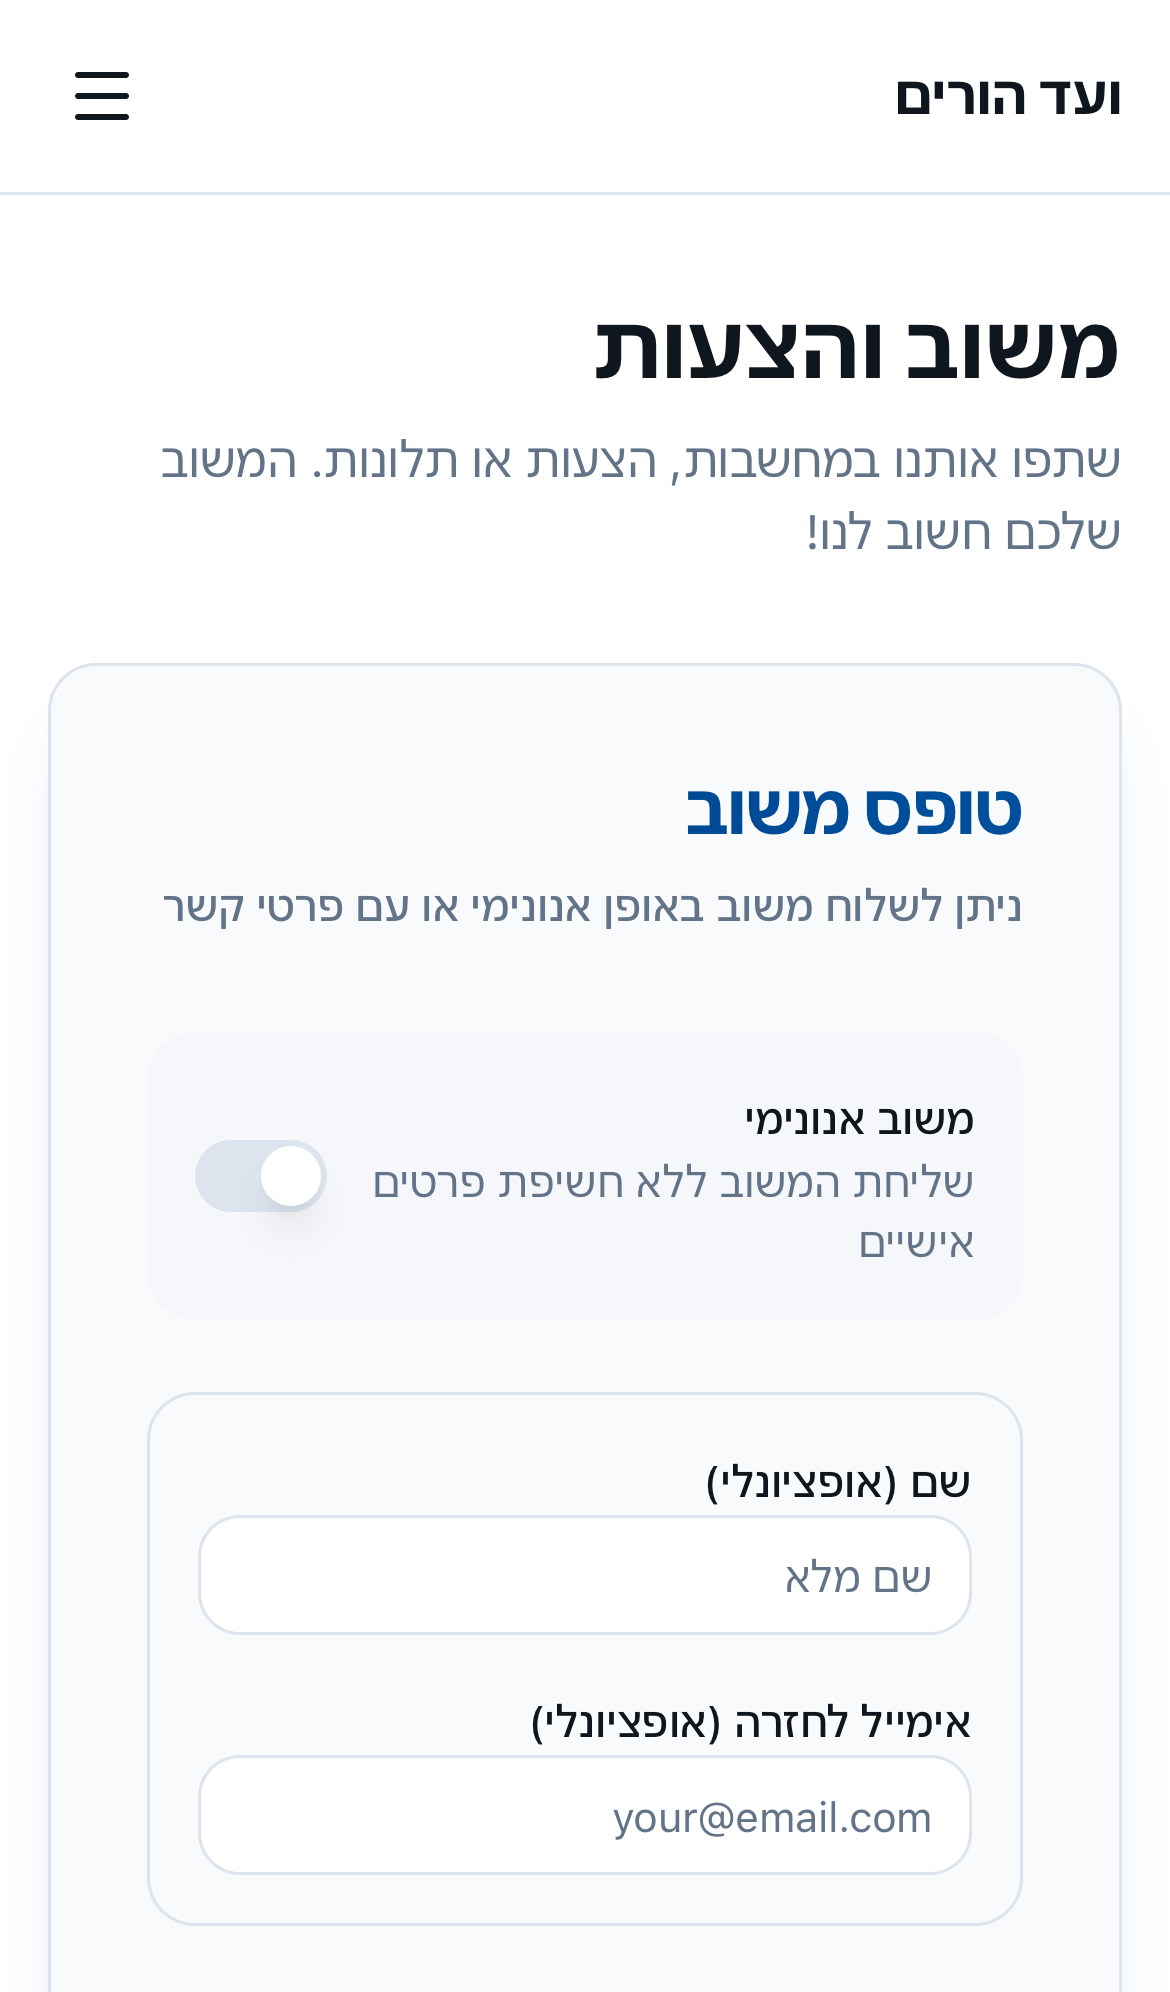 ועד הורים
משוב והצעות
שתפו אותנו במחשבות, הצעות או תלונות. המשוב
שלכם חשוב לנו!
טופס משוב
ניתן לשלוח משוב באופן אנונימי או עם פרטי קשר
משוב אנונימי
שליחת המשוב ללא חשיפת פרטים
אישיים
שם (אופציונלי)
שם מלא
אימייל לחזרה (אופציונלי)
your@email.com